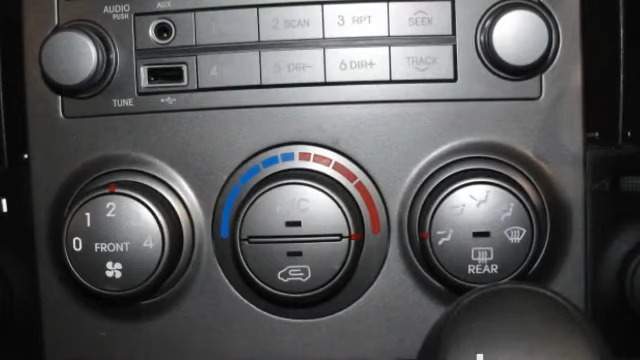 AUDIO
PUSH
AUX
2 SCAN
3 RPT
SEEK
4
5 DIR-
6 DIR+
TRACK
TUNE
0 1 2 4
FRONT
A/C
REAR